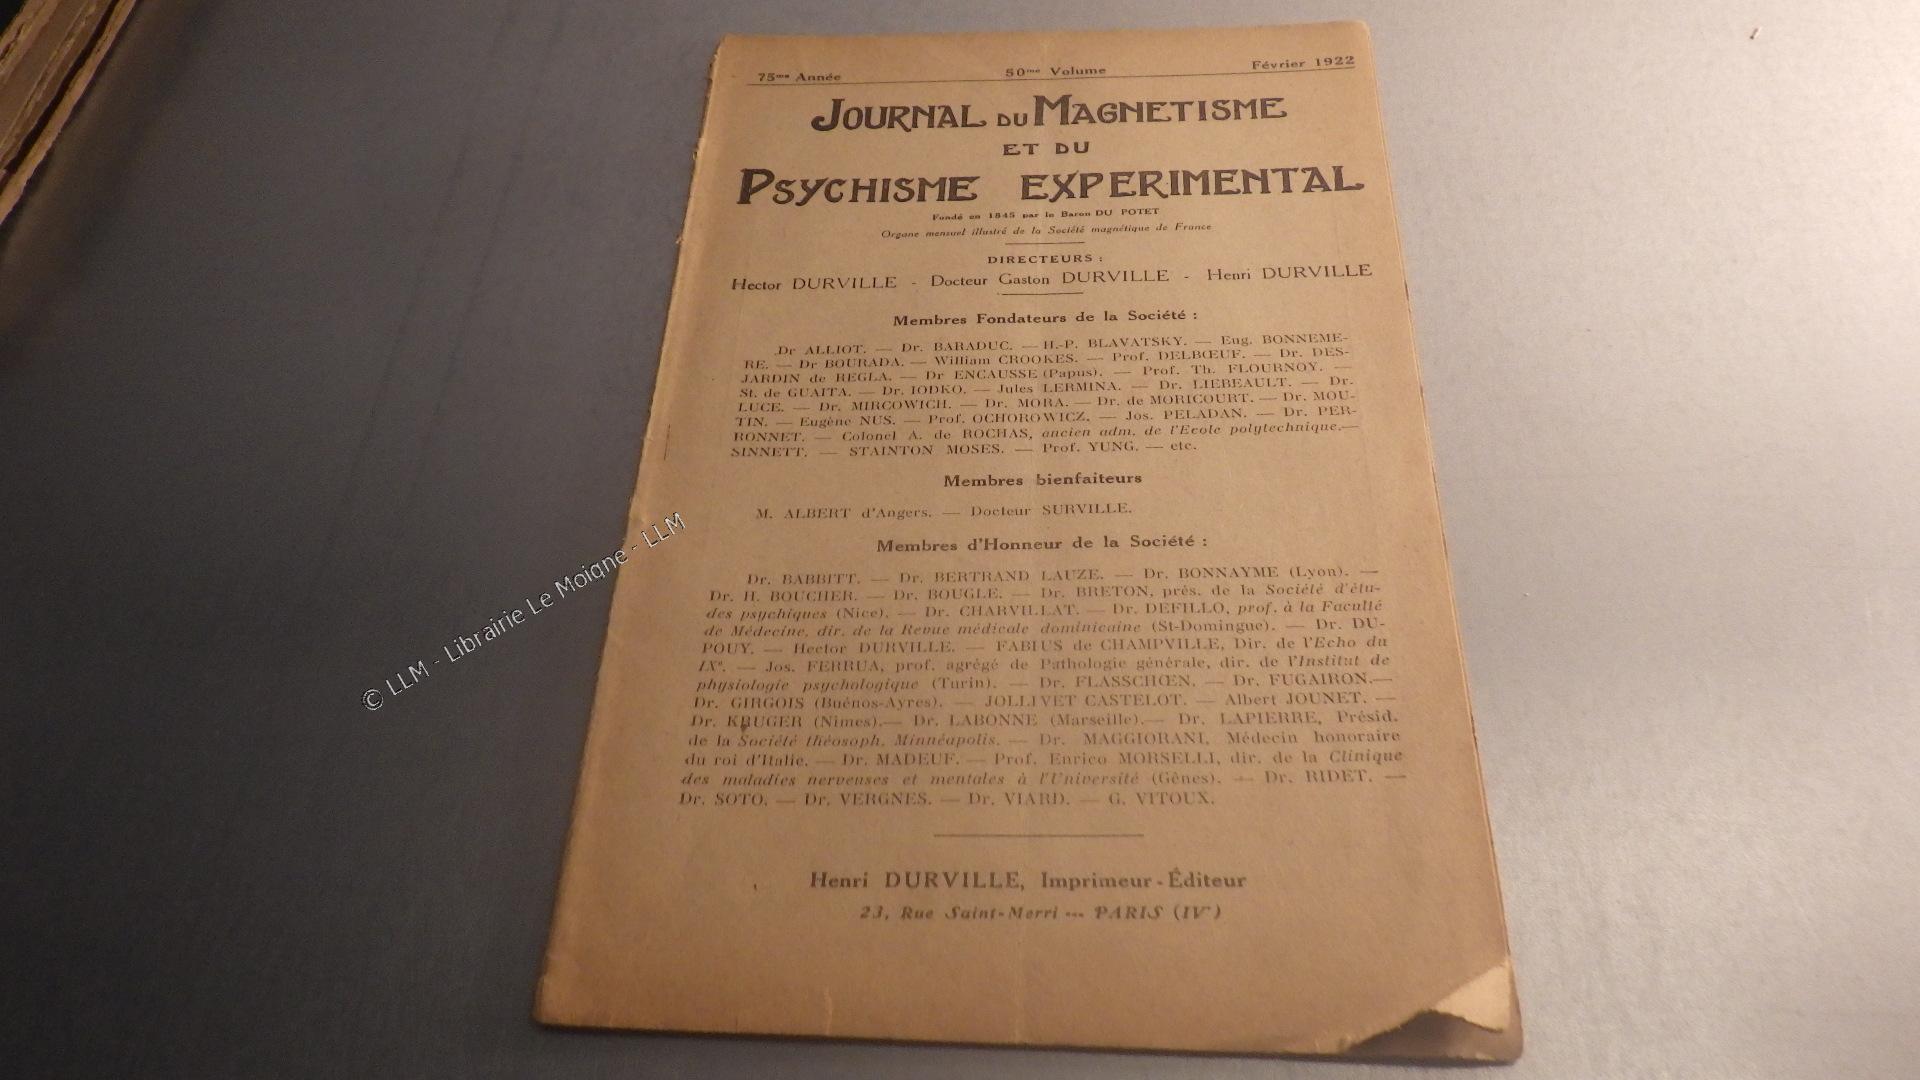 75me Année 50me Volume Février 1922
JOURNAL DU MAGNETISME
ET DU
PSYCHISME EXPERIMENTAL
Fondé en 1845 par le Baron DU POTET
Organe mensuel illustré de la Société magnétique de France
DIRECTEURS :
Hector DURVILLE - Docteur Gaston DURVILLE - Henri DURVILLE
Membres Fondateurs de la Société :
Dr ALLIOT. — Dr. BARADUC. — H.-P. BLAVATSKY. — Eug. BONNEME-
RE. — Dr BOURADA. — William CROOKES. — Prof. DELBŒUF. — Dr. DES-
JARDIN de REGLA. — Dr ENCAUSSE (Papus). — Prof. Th. FLOURNOY. —
St. de GUAITA. — Dr. IODKO. — Jules LERMINA. — Dr. LIEBEAULT. — Dr.
LUCE. — Dr. MIRCOWICH. — Dr. MORA. — Dr. de MORICOURT. — Dr. MOU-
TIN. — Eugène NUS. — Prof. OCHOROWICZ. — Jos. PELADAN. — Dr. PER-
RONNET. — Colonel A. de ROCHAS, ancien adm. de l'Ecole polytechnique.—
SINNETT. — STAINTON MOSES. — Prof. YUNG. — etc.
Membres bienfaiteurs
M. ALBERT d'Angers. — Docteur SURVILLE.
Membres d'Honneur de la Société :
Dr. BABBITT. — Dr. BERTRAND LAUZE. — Dr. BONNAYME (Lyon). —
Dr. H. BOUCHER. — Dr. BOUGLE. — Dr. BRETON, prés. de la Société d'étu-
des psychiques (Nice). — Dr. CHARVILLAT. — Dr. DEFILLO, prof. à la Faculté
de Médecine, dir. de la Revue médicale dominicaine (St-Domingue). — Dr. DU-
POUY. — Hector DURVILLE. — FABIUS de CHAMPVILLE, Dir. de l'Echo du
IXe. — Jos. FERRUA, prof. agrégé de Pathologie générale, dir. de l'Institut de
physiologie psychologique (Turin). — Dr. FLASSCHŒN. — Dr. FUGAIRON.—
Dr. GIRGOIS (Buénos-Ayres). — JOLLIVET CASTELOT. — Albert JOUNET. —
Dr. KRUGER (Nîmes).— Dr. LABONNE (Marseille).— Dr. LAPIERRE, Présid.
de la Société théosoph. Minnéapolis. — Dr. MAGGIORANI, Médecin honoraire
du roi d'Italie. — Dr. MADEUF. — Prof. Enrico MORSELLI, dir. de la Clinique
des maladies nerveuses et mentales à l'Université (Gênes). — Dr. RIDET. —
Dr. SOTO. — Dr. VERGNES. — Dr. VIARD. — G. VITOUX.
Henri DURVILLE, Imprimeur-Éditeur
23, Rue Saint-Merri --- PARIS (IVe)
© LLM - Librairie Le Moigne - LLM